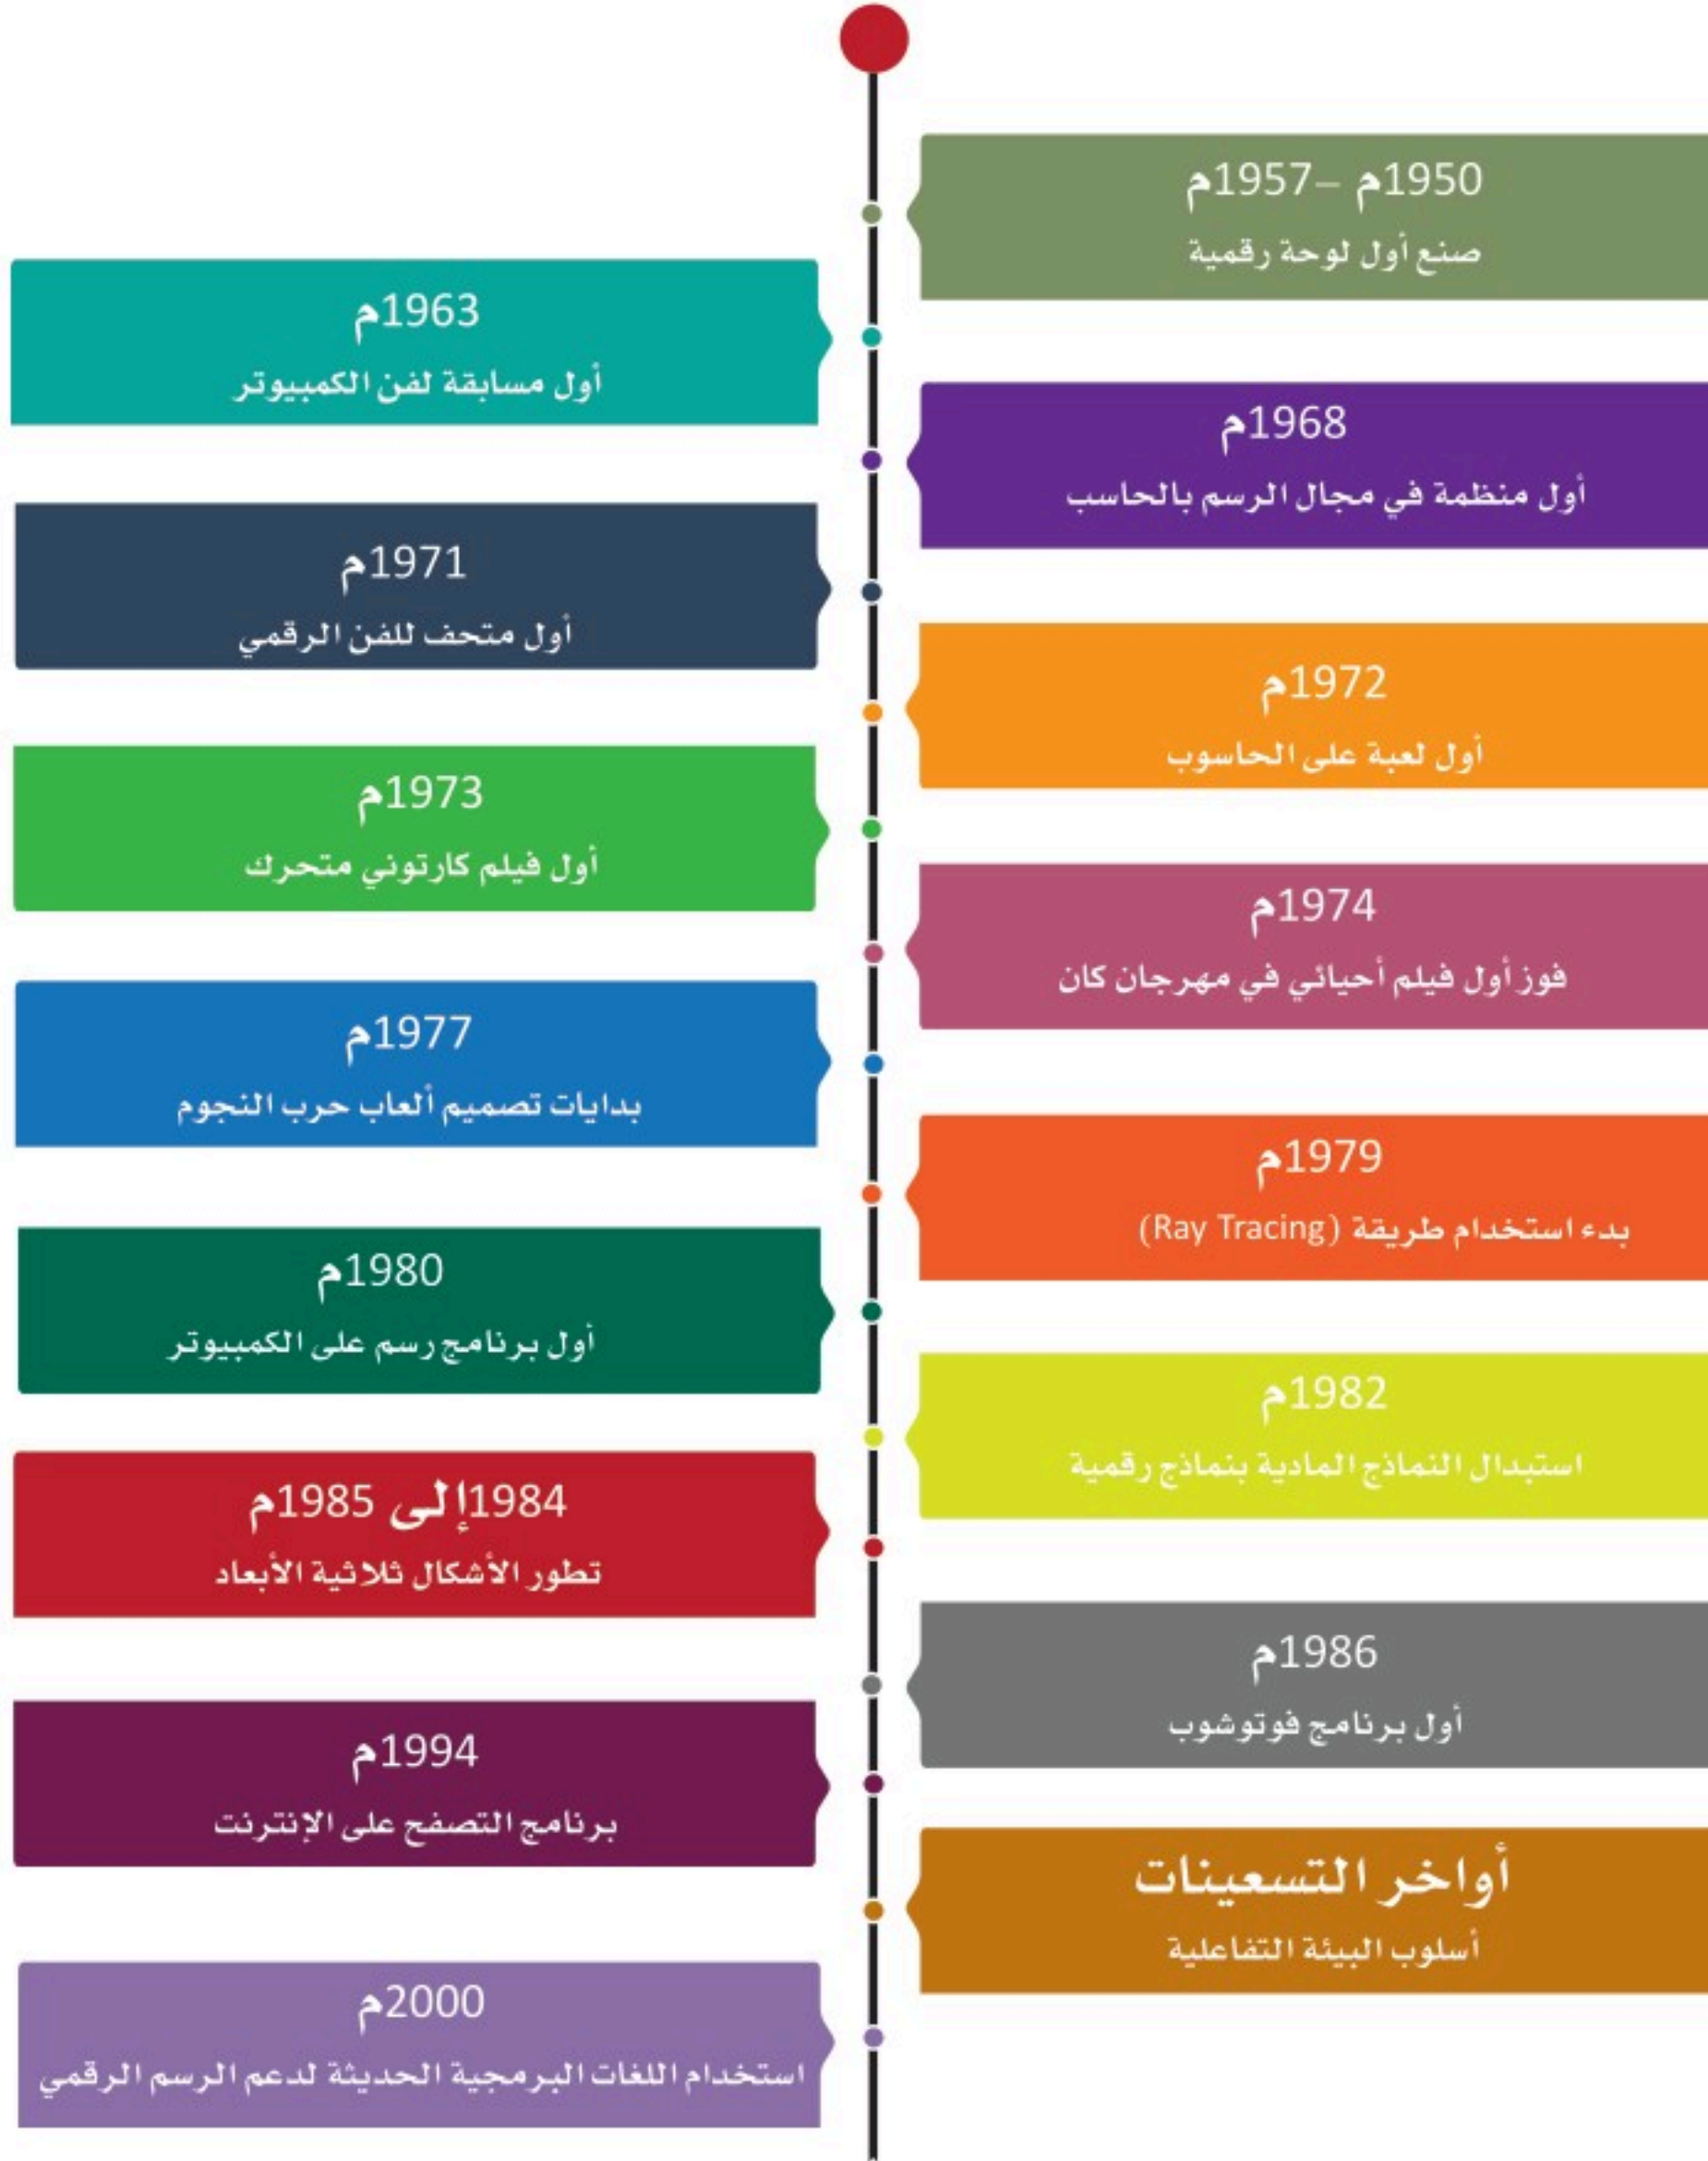 1950م –1957م
صنع أول لوحة رقمية
1963م
أول مسابقة لفن الكمبيوتر
1968م
أول منظمة في مجال الرسم بالحاسب
1971م
أول متحف للفن الرقمي
1972م
أول لعبة على الحاسوب
1973م
أول فيلم كارتوني متحرك
1974م
فوز أول فيلم أحيائي في مهرجان كان
1977م
بدايات تصميم ألعاب حرب النجوم
1979م
بدء استخدام طريقة (Ray Tracing)
1980م
أول برنامج رسم على الكمبيوتر
1982م
استبدال النماذج المادية بنماذج رقمية
1984إلى 1985م
تطور الأشكال ثلاثية الأبعاد
1986م
أول برنامج فوتوشوب
1994م
برنامج التصفح على الإنترنت
أواخر التسعينات
أسلوب البيئة التفاعلية
2000م
استخدام اللغات البرمجية الحديثة لدعم الرسم الرقمي